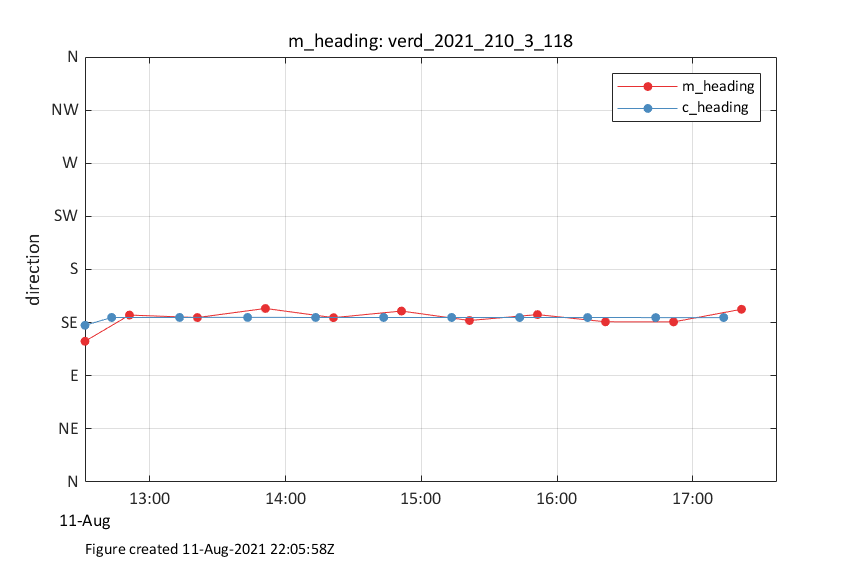 m_heading: verd_2021_210_3_118
N
NW
W
SW
S
SE
E
NE
N
direction
m_heading
c_heading
13:00 14:00 15:00 16:00 17:00
11-Aug
Figure created 11-Aug-2021 22:05:58Z